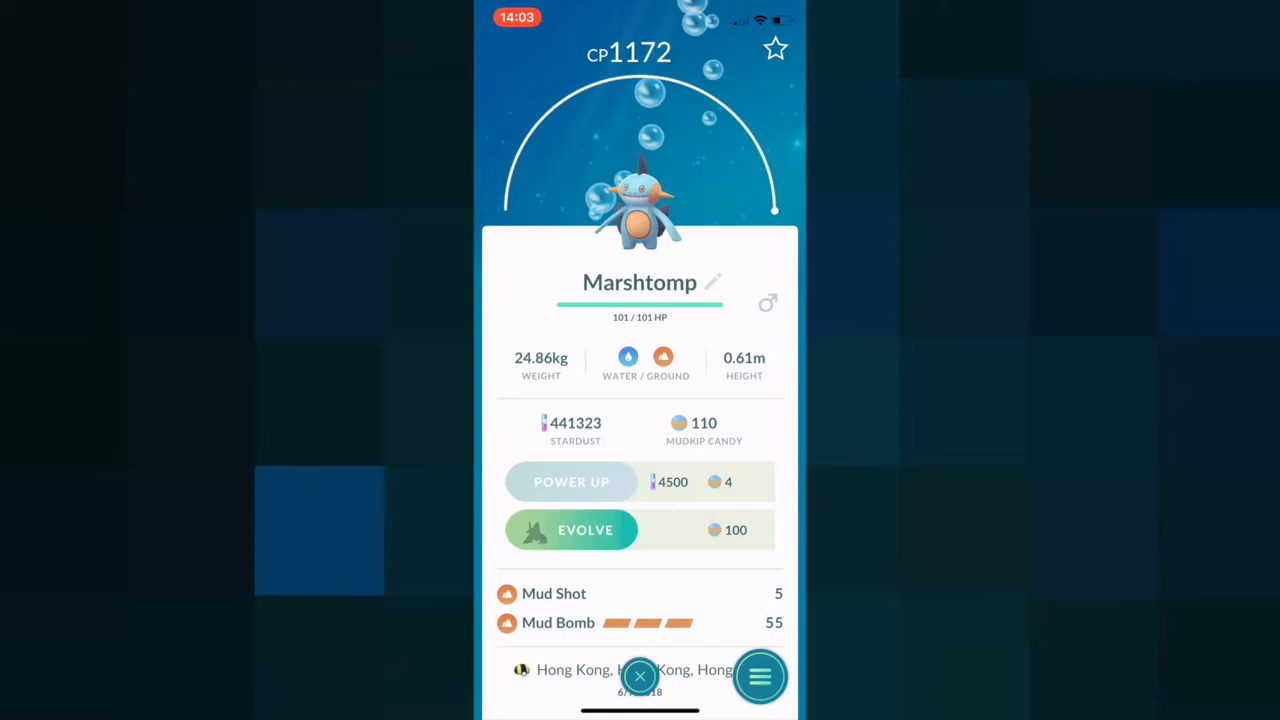 14:03
CP1172
Marshtomp
101 / 101 HP
24.86kg
WEIGHT
WATER / GROUND
0.61m
HEIGHT
441323
STARDUST
110
MUDKIP CANDY
POWER UP 4500 4
EVOLVE 100
Mud Shot 5
Mud Bomb 55
Hong Kong, Kong, Hong